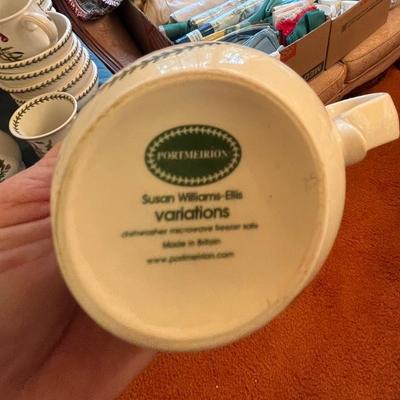 PORTMEIRION
Susan Williams-Ellis
variations
dishwasher microwave freezer safe
Made in Britain
www.portmeirion.com